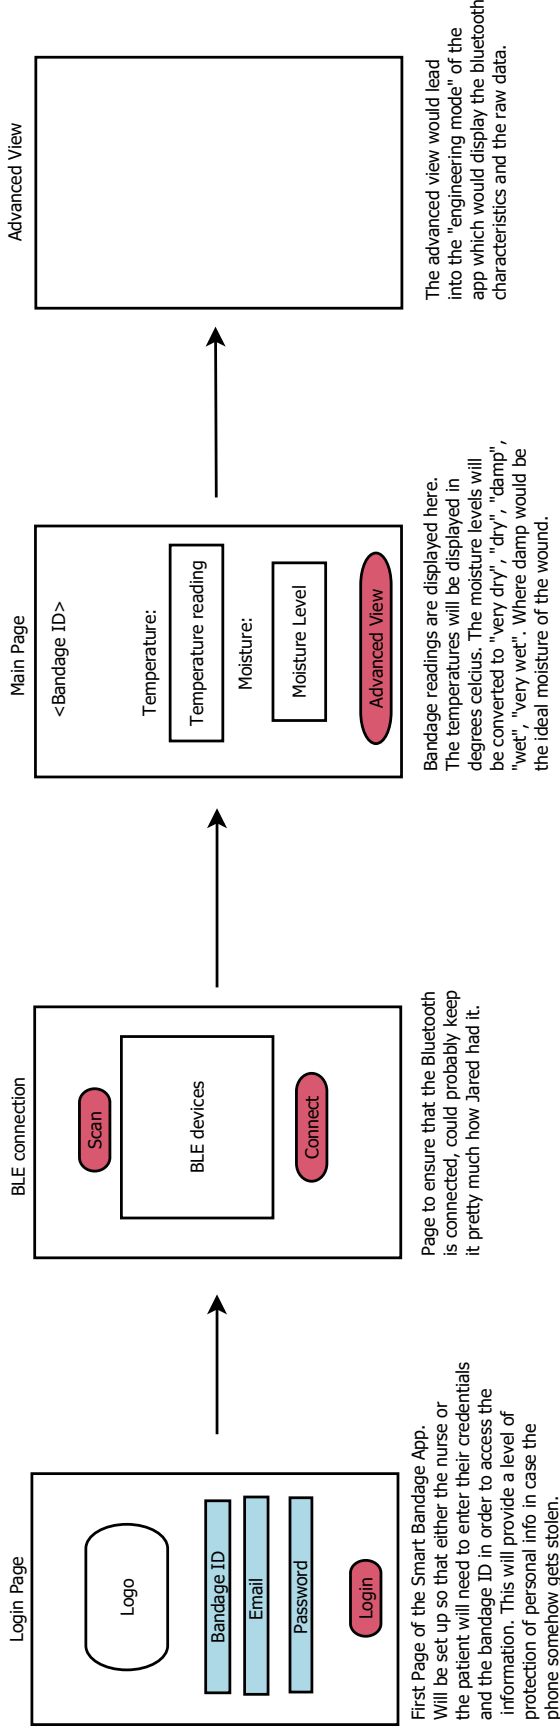 Login Page
Logo
Bandage ID
Email
Password
Login
First Page of the Smart Bandage App.
Will be set up so that either the nurse or
the patient will need to enter their credentials
and the bandage ID in order to access the
information. This will provide a level of
protection of personal info in case the
phone somehow gets stolen.
BLE connection
Scan
BLE devices
Connect
Page to ensure that the Bluetooth
is connected, could probably keep
it pretty much how Jared had it.
Main Page
<Bandage ID>
Temperature:
Temperature reading
Moisture:
Moisture Level
Advanced View
Bandage readings are displayed here.
The temperatures will be displayed in
degrees celcius. The moisture levels will
be converted to "very dry", "dry", "damp",
"wet", "very wet". Where damp would be
the ideal moisture of the wound.
Advanced View
The advanced view would lead
into the "engineering mode" of the
app which would display the bluetooth
characteristics and the raw data.